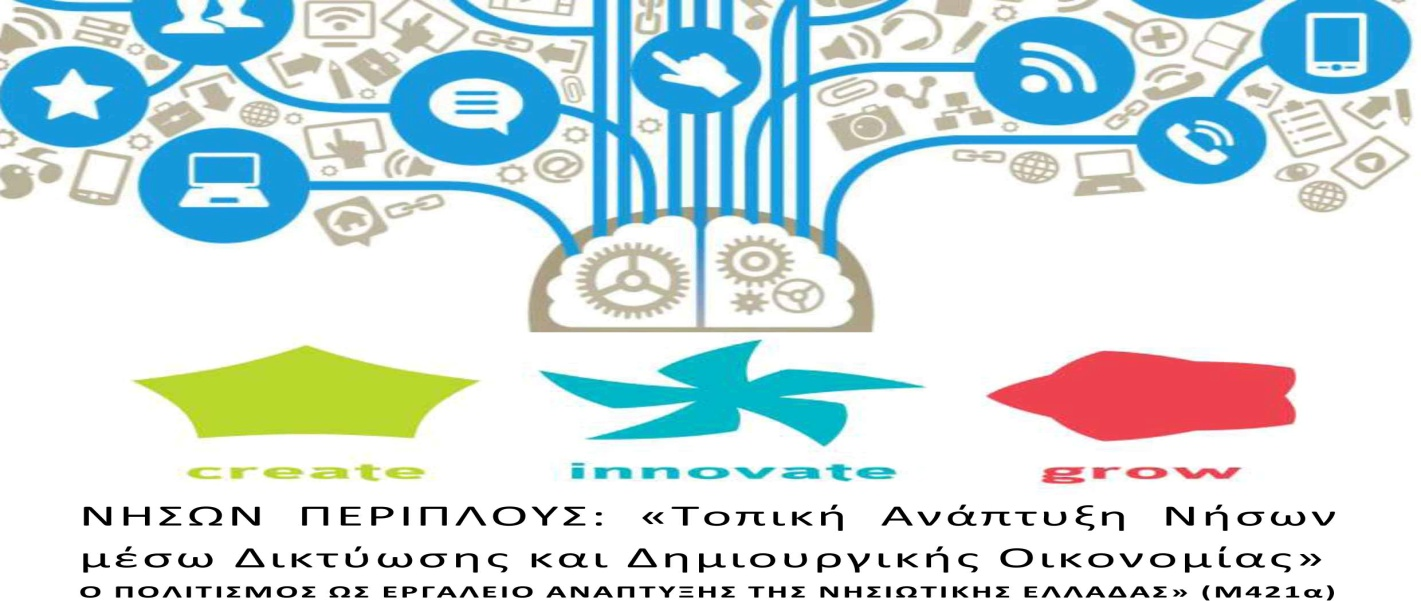 create innovate grow
ΝΗΣΩΝ ΠΕΡΙΠΛΟΥΣ: «Τοπική Ανάπτυξη Νήσων
μέσω Δικτύωσης και Δημιουργικής Οικονομίας»
Ο ΠΟΛΙΤΙΣΜΟΣ ΩΣ ΕΡΓΑΛΕΙΟ ΑΝΑΠΤΥΞΗΣ ΤΗΣ ΝΗΣΙΩΤΙΚΗΣ ΕΛΛΑΔΑΣ» (Μ421α)